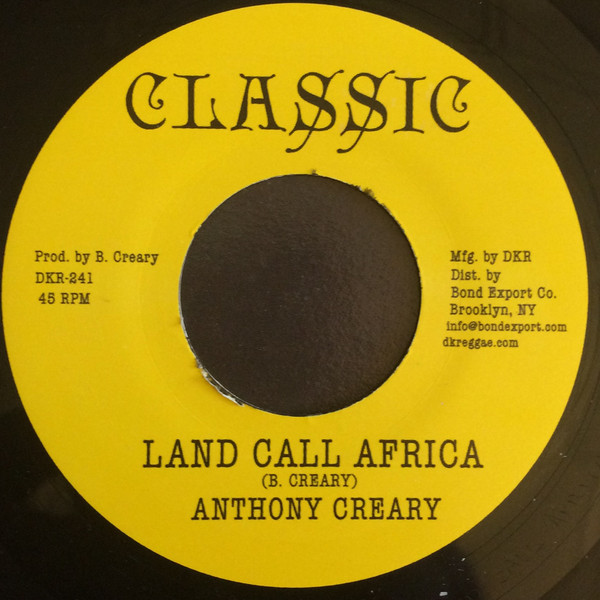 CLASSIC
Prod. by B. Creary
DKR-241
45 RPM
Mfg. by DKR
Dist. by
Bond Export Co.
Brooklyn, NY
info@bondexport.com
dkreggae.com
LAND CALL AFRICA
(B. CREARY)
ANTHONY CREARY